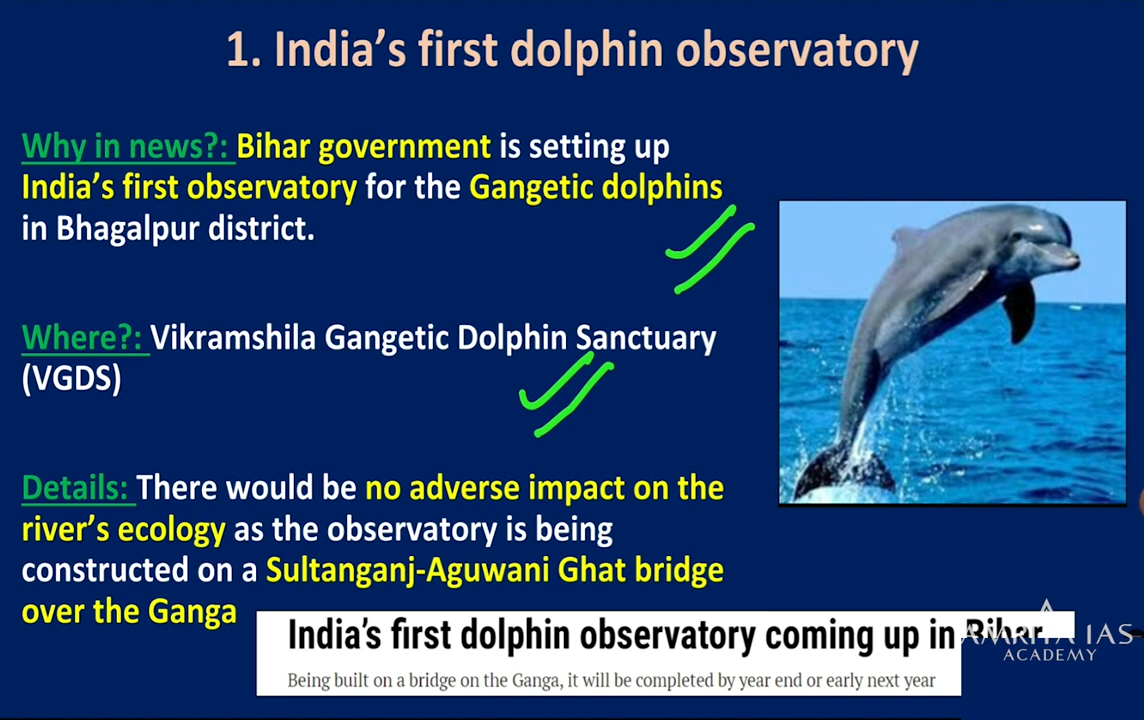 1. India's first dolphin observatory
Why in news?: Bihar government is setting up
India's first observatory for the Gangetic dolphins
in Bhagalpur district.
Where?: Vikramshila Gangetic Dolphin Sanctuary
(VGDS)
Details: There would be no adverse impact on the
river's ecology as the observatory is being
constructed on a Sultanganj-Aguwani Ghat bridge
over the Ganga
India's first dolphin observatory coming up in Bihar
Being built on a bridge on the Ganga, it will be completed by year end or early next year
AMRITA IAS
ACADEMY